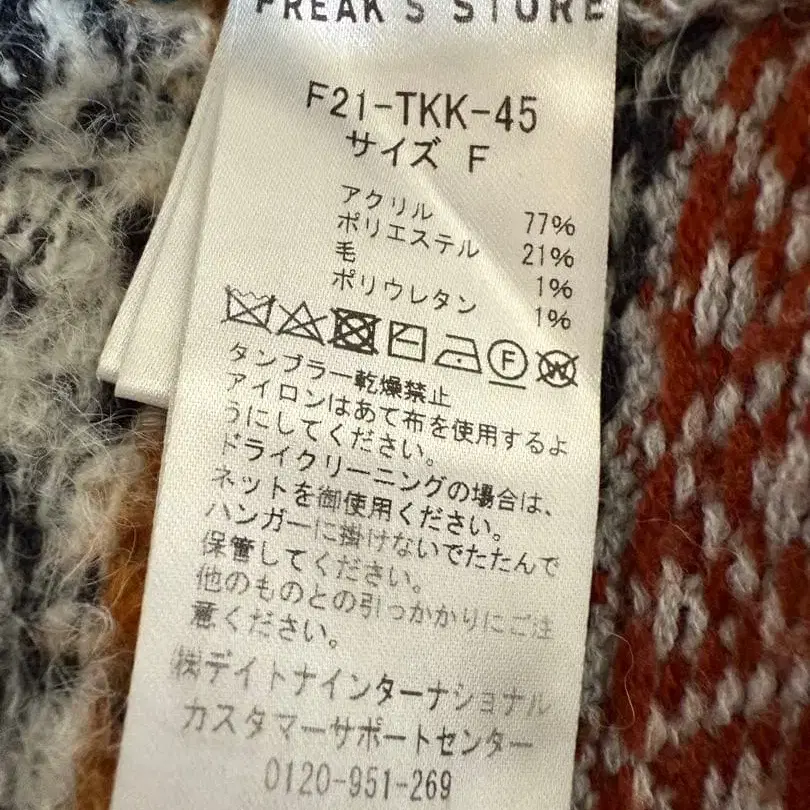 FREAK'S STORE
F21-TKK-45
サイズ F
アクリル 77%
ポリエステル 21%
毛 1%
ポリウレタン 1%
タンブラー乾燥禁止
アイロンはあて布を使用するよ
うにしてください。
ドライクリーニングの場合は、
ネットを御使用ください。
ハンガーに掛けないでたたんで
保管してください。
他のものとの引っかかりにご注
意ください。
㈱デイトナインターナショナル
カスタマーサポートセンター
0120-951-269